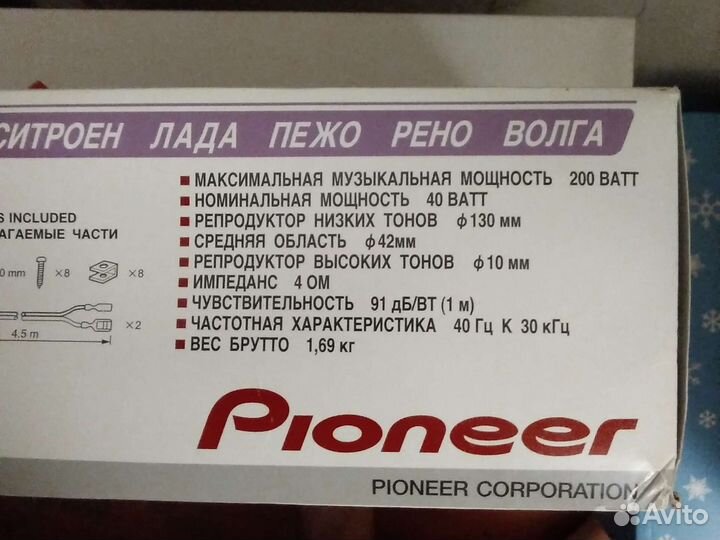 СИТРОЕН ЛАДА ПЕЖО РЕНО ВОЛГА
■ МАКСИМАЛЬНАЯ МУЗЫКАЛЬНАЯ МОЩНОСТЬ 200 ВАТТ
■ НОМИНАЛЬНАЯ МОЩНОСТЬ 40 ВАТТ
■ РЕПРОДУКТОР НИЗКИХ ТОНОВ ϕ130 мм
■ СРЕДНЯЯ ОБЛАСТЬ ϕ42мм
■ РЕПРОДУКТОР ВЫСОКИХ ТОНОВ ϕ10 мм
■ ИМПЕДАНС 4 ОМ
■ ЧУВСТВИТЕЛЬНОСТЬ 91 дБ/ВТ (1 м)
■ ЧАСТОТНАЯ ХАРАКТЕРИСТИКА 40 Гц К 30 кГц
■ ВЕС БРУТТО 1,69 кг
INCLUDED
ЧАСТИ
0 mm ×8 ×8
×2
4.5 m
Pioneer
PIONEER CORPORATION
Avito